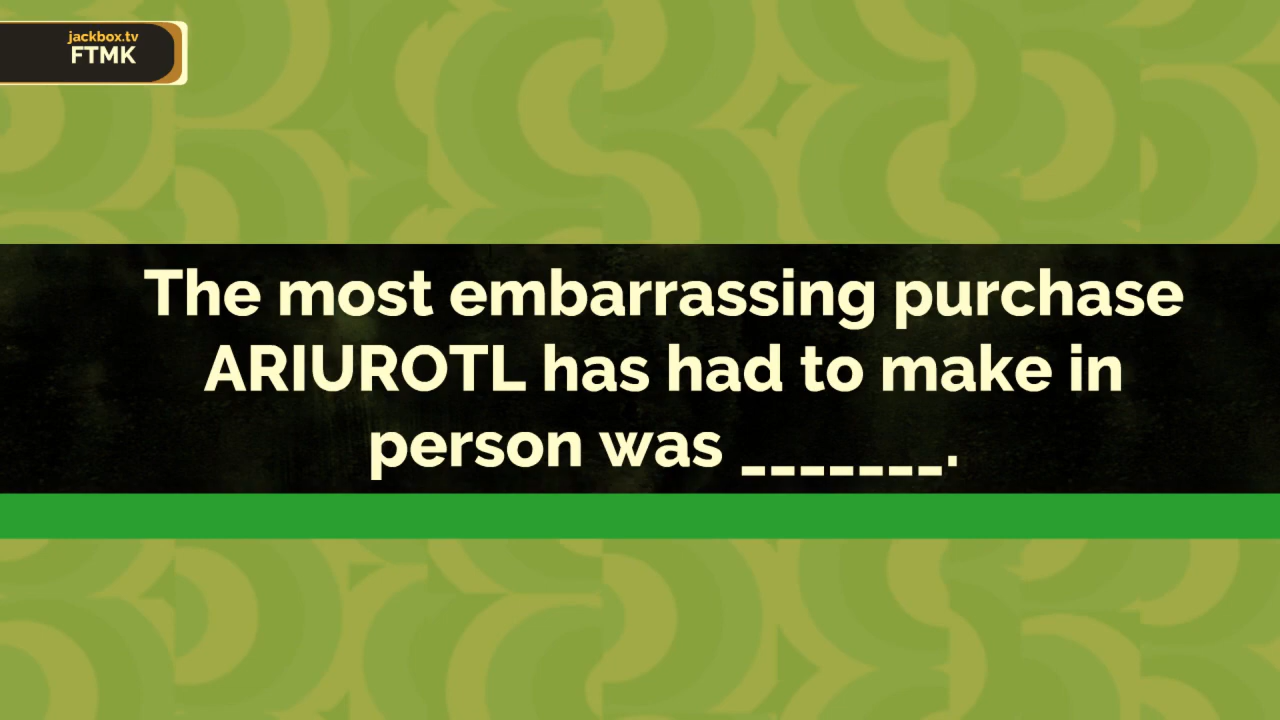 jackbox.tv
FTMK
The most embarrassing purchase
ARIUROTL has had to make in
person was _______.